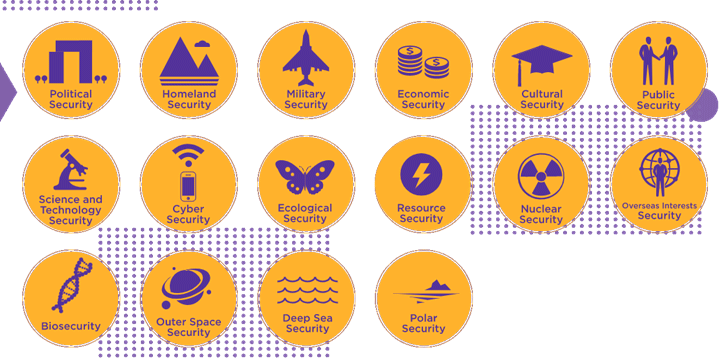 Political
Security
Homeland
Security
Military
Security
Economic
Security
Cultural
Security
Public
Security
Science and
Technology
Security
Cyber
Security
Ecological
Security
Resource
Security
Nuclear
Security
Overseas Interests
Security
Biosecurity
Outer Space
Security
Deep Sea
Security
Polar
Security